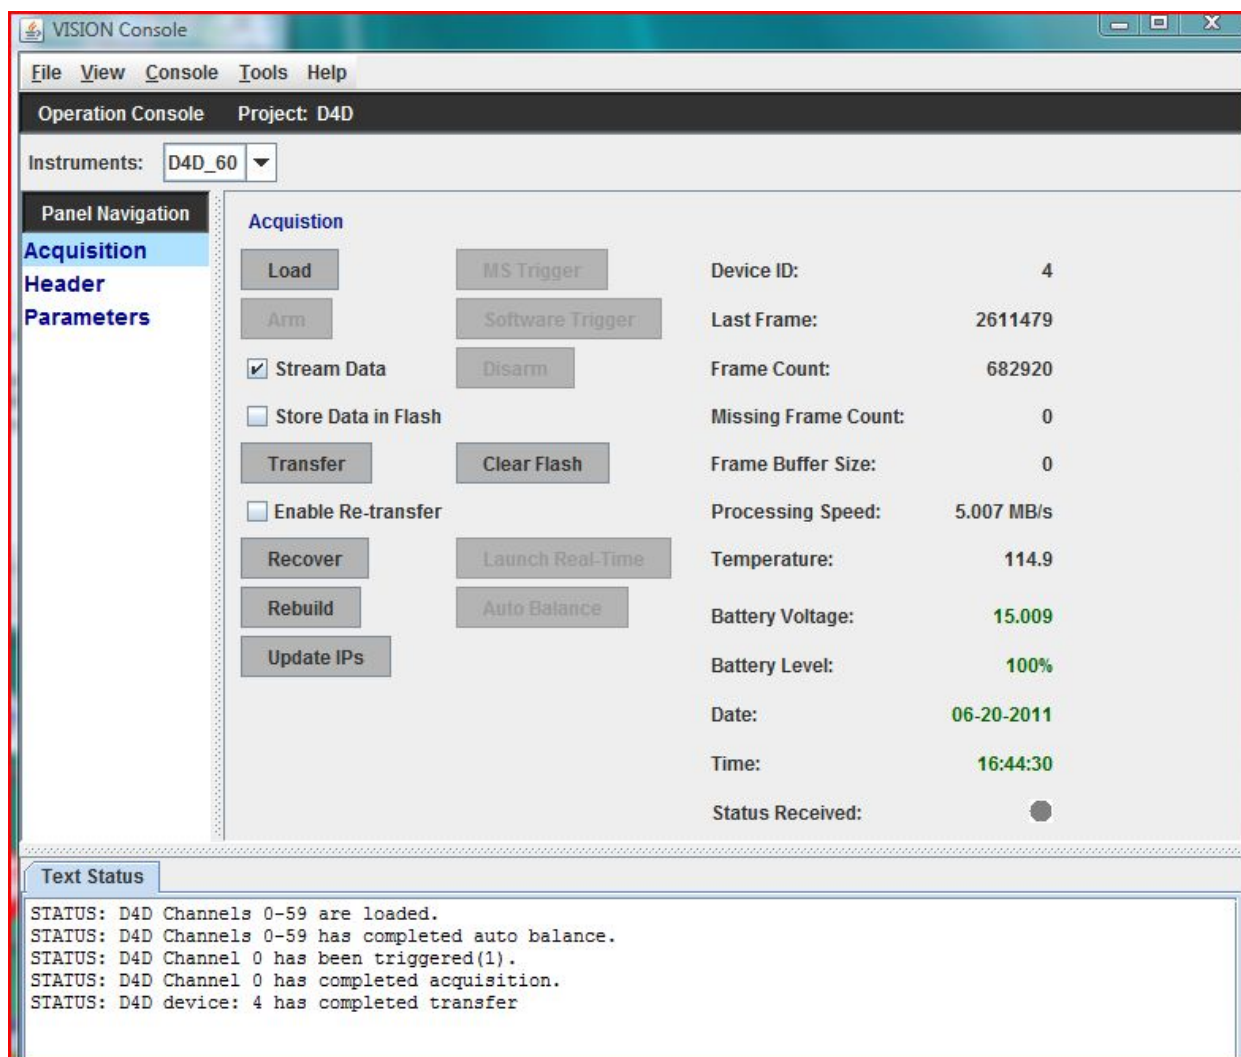 VISION Console
File View Console Tools Help
Operation Console Project: D4D
Instruments: D4D_60
Panel Navigation
Acquisition
Header
Parameters
Acquistion
Load MS Trigger Device ID: 4
Arm Software Trigger Last Frame: 2611479
Stream Data Disarm Frame Count: 682920
Store Data in Flash Missing Frame Count: 0
Transfer Clear Flash Frame Buffer Size: 0
Enable Re-transfer Processing Speed: 5.007 MB/s
Recover Launch Real-Time Temperature: 114.9
Rebuild Auto Balance Battery Voltage: 15.009
Update IPs Battery Level: 100%
Date: 06-20-2011
Time: 16:44:30
Status Received:
Text Status
STATUS: D4D Channels 0-59 are loaded.
STATUS: D4D Channels 0-59 has completed auto balance.
STATUS: D4D Channel 0 has been triggered(1).
STATUS: D4D Channel 0 has completed acquisition.
STATUS: D4D device: 4 has completed transfer